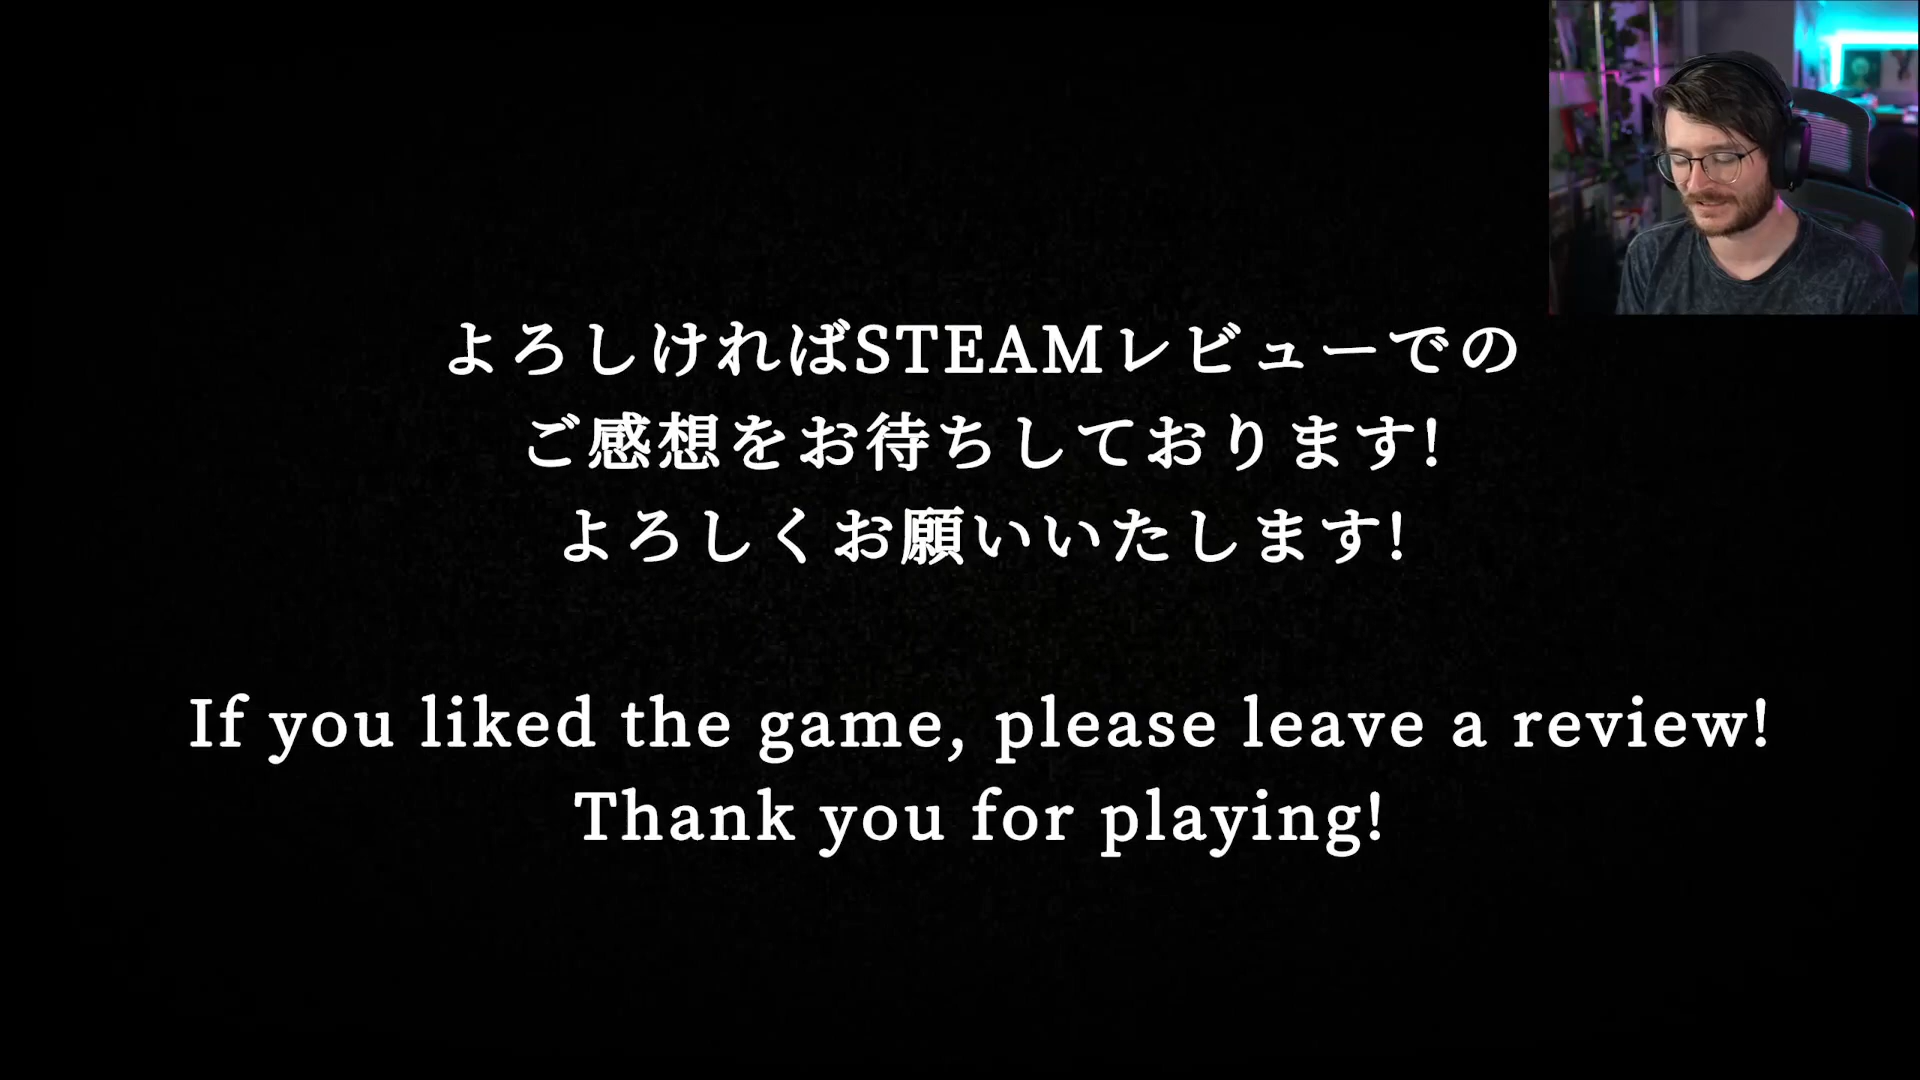 よろしければSTEAMレビューでの
ご感想をお待ちしております!
よろしくお願いいたします!
If you liked the game, please leave a review!
Thank you for playing!